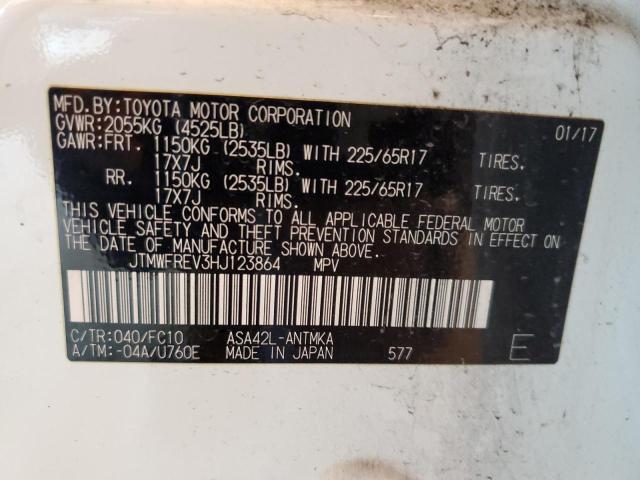 MFD.BY:TOYOTA MOTOR CORPORATION 01/17
GVWR:2055KG (4525LB)
GAWR:FRT. 1150KG (2535LB) WITH 225/65R17 TIRES.
17X7J RIMS.
RR. 1150KG (2535LB) WITH 225/65R17 TIRES.
17X7J RIMS.
THIS VEHICLE CONFORMS TO ALL APPLICABLE FEDERAL MOTOR
VEHICLE SAFETY AND THEFT PREVENTION STANDARDS IN EFFECT ON
THE DATE OF MANUFACTURE SHOWN ABOVE.
JTMWFREV3HJ123864 MPV
C/TR:040/FC10 ASA42L-ANTMKA
A/TM:-04A/U760E MADE IN JAPAN 577 E